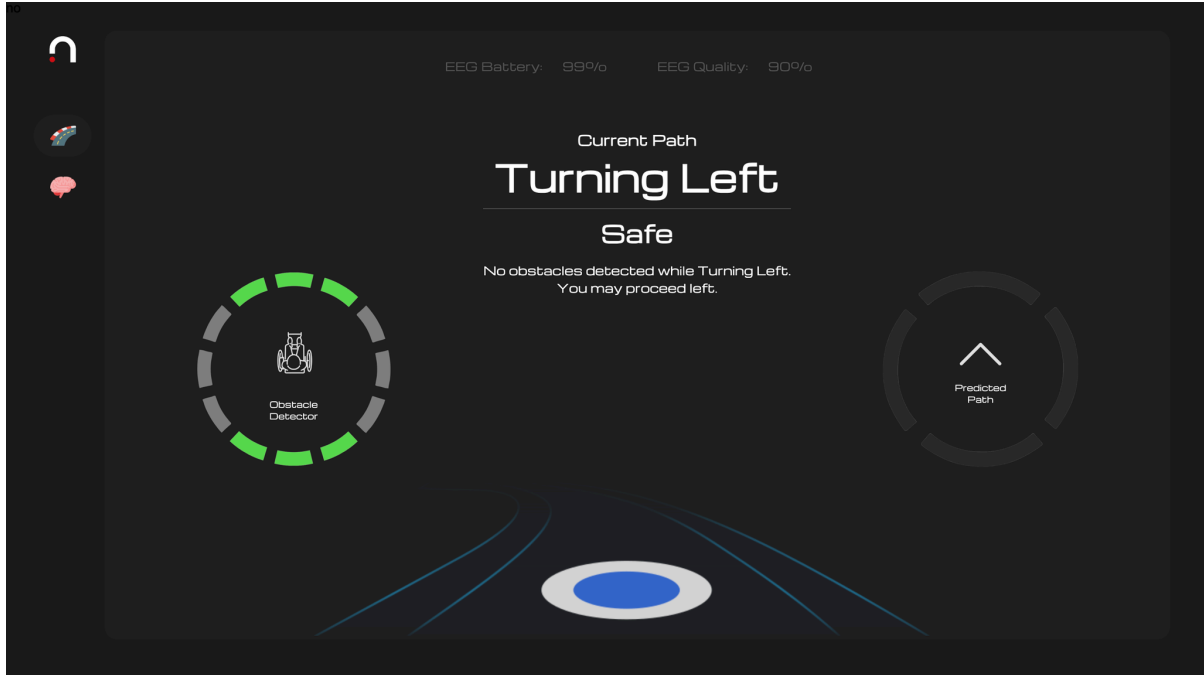 no
EEG Battery: 99% EEG Quality: 90%
Current Path
Turning Left
Safe
No obstacles detected while Turning Left.
You may proceed left.
Obstacle
Detector
Predicted
Path